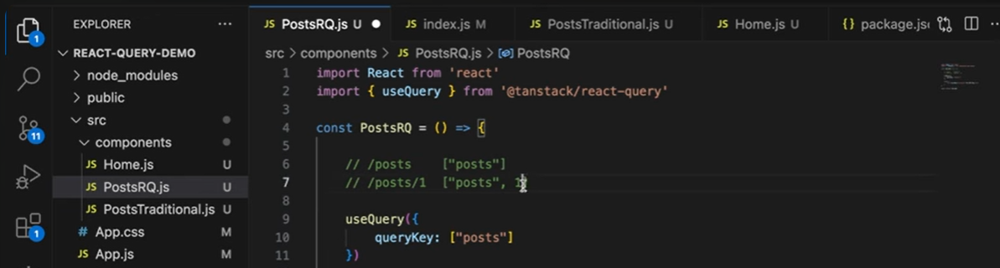 EXPLORER
REACT-QUERY-DEMO
node_modules
public
src
components
JS Home.js U
JS PostsRQ.js U
JS PostsTraditional.js U
# App.css M
JS App.js M
1
11
1
JS PostsRQ.js U
JS index.js M
JS PostsTraditional.js U
JS Home.js U
{} package.jso
src > components > JS PostsRQ.js > PostsRQ
1 import React from 'react'
2 import { useQuery } from '@tanstack/react-query'
3
4 const PostsRQ = () => {
5
6 // /posts ["posts"]
7 // /posts/1 ["posts", 1
8
9 useQuery({
10 queryKey: ["posts"]
11 })